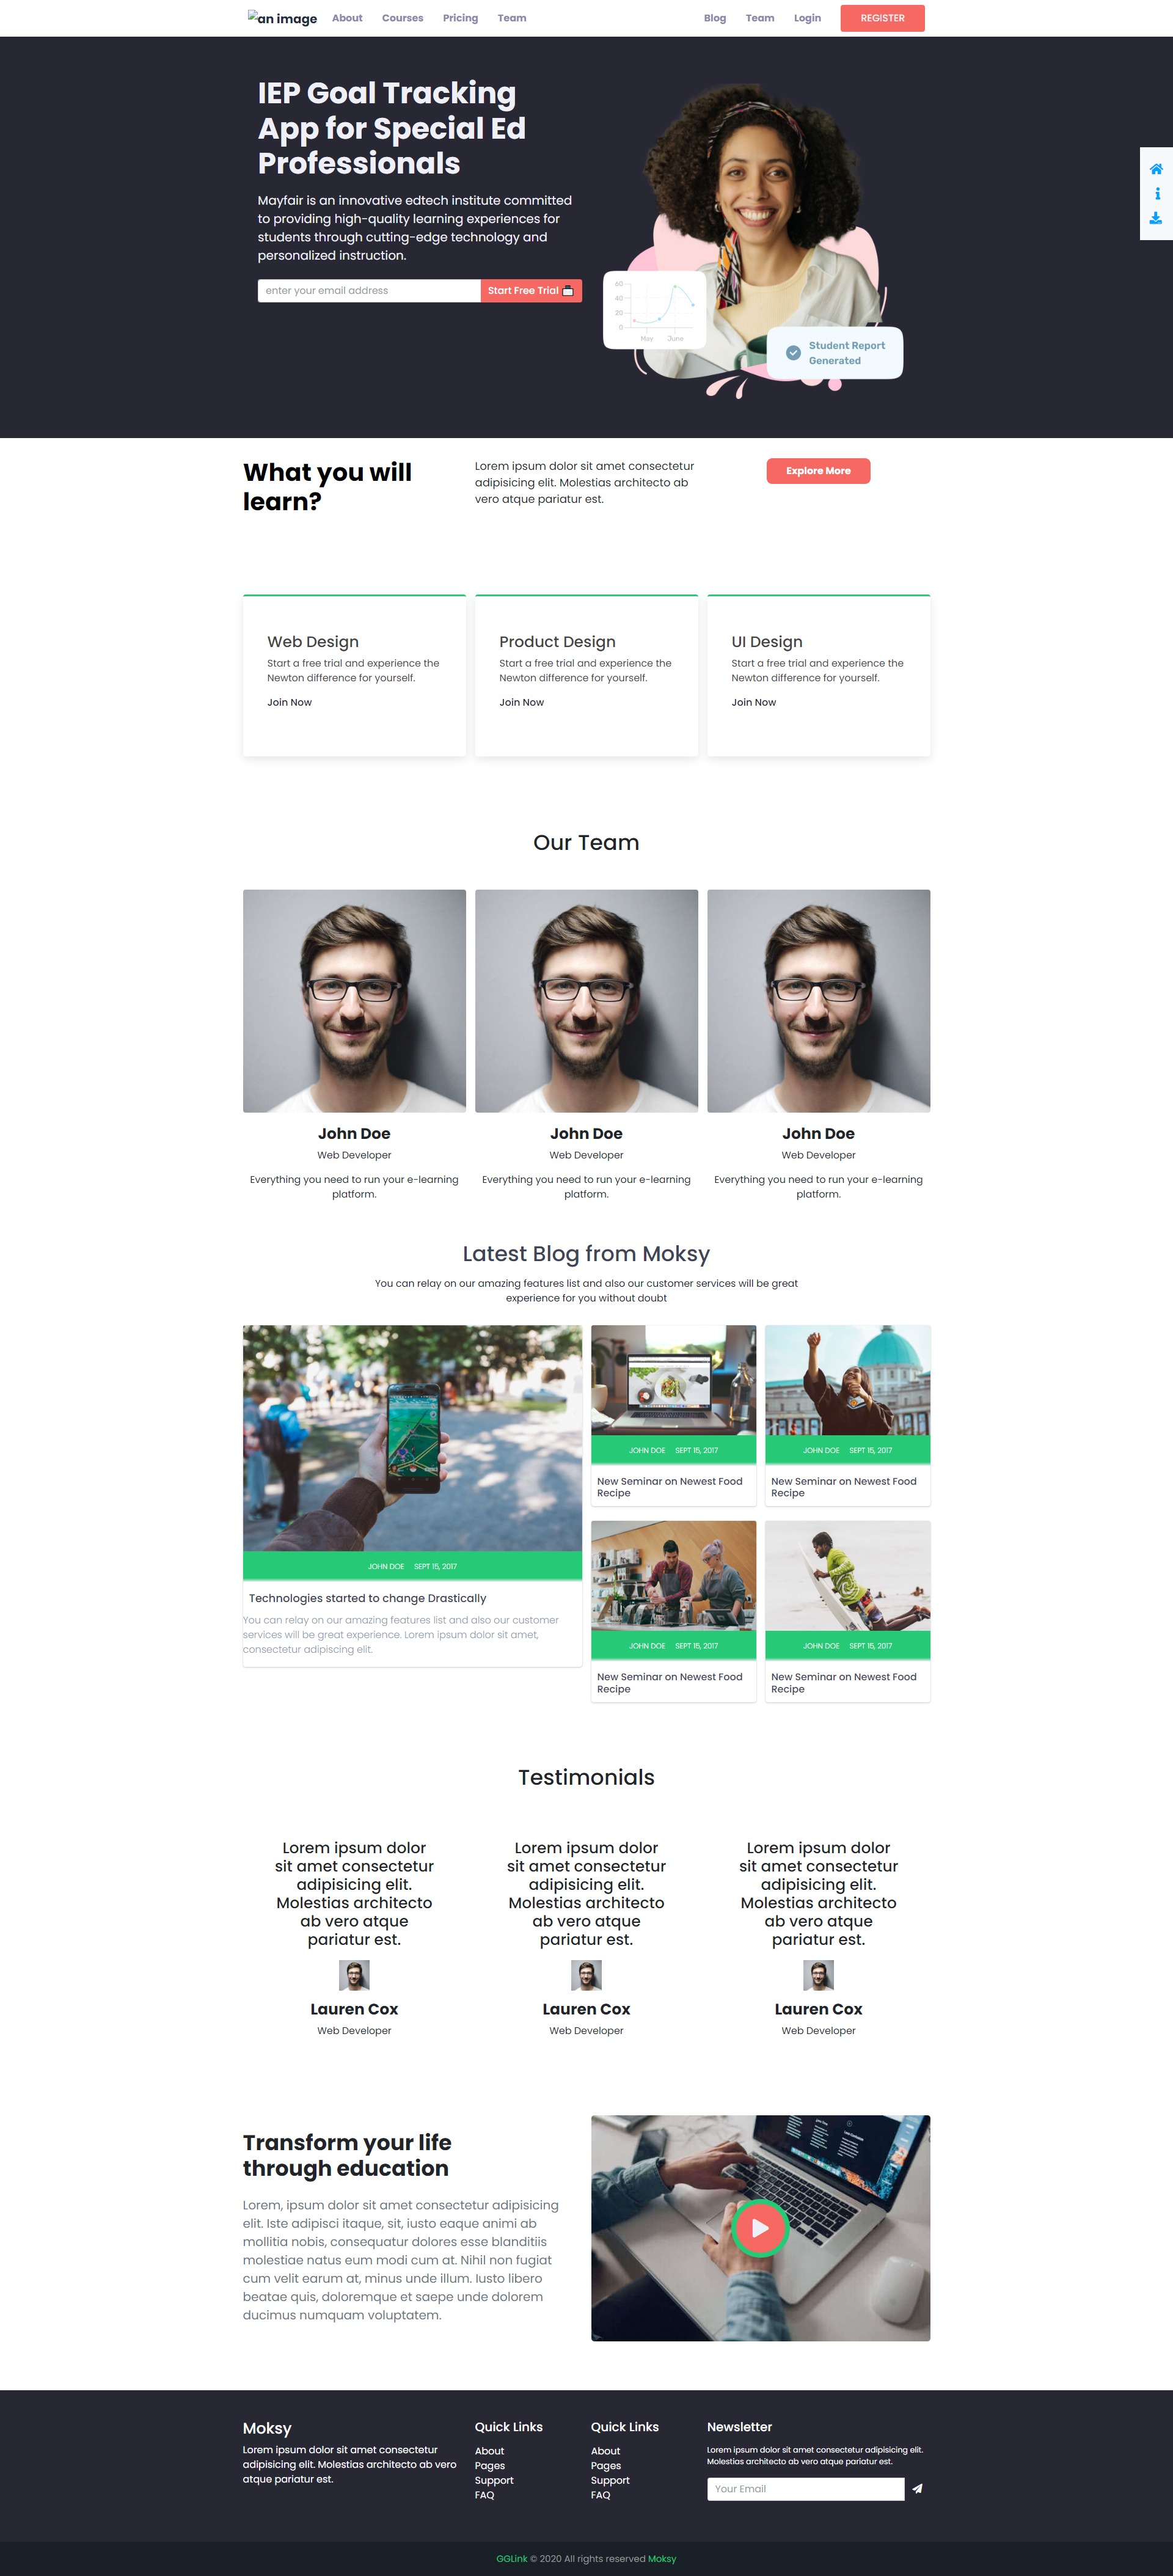 an image
About
Courses
Pricing
Team
Blog
Team
Login
REGISTER
IEP Goal Tracking
App for Special Ed
Professionals
Mayfair is an innovative edtech institute committed
to providing high-quality learning experiences for
students through cutting-edge technology and
personalized instruction.
enter your email address
Start Free Trial
60
40
20
0
May
June
Student Report
Generated
What you will
learn?
Lorem ipsum dolor sit amet consectetur
adipisicing elit. Molestias architecto ab
vero atque pariatur est.
Explore More
Web Design
Start a free trial and experience the
Newton difference for yourself.
Join Now
Product Design
Start a free trial and experience the
Newton difference for yourself.
Join Now
UI Design
Start a free trial and experience the
Newton difference for yourself.
Join Now
Our Team
John Doe
Web Developer
Everything you need to run your e-learning
platform.
John Doe
Web Developer
Everything you need to run your e-learning
platform.
John Doe
Web Developer
Everything you need to run your e-learning
platform.
Latest Blog from Moksy
You can relay on our amazing features list and also our customer services will be great
experience for you without doubt
JOHN DOE SEPT 15, 2017
Technologies started to change Drastically
You can relay on our amazing features list and also our customer
services will be great experience. Lorem ipsum dolor sit amet,
consectetur adipiscing elit.
JOHN DOE SEPT 15, 2017
New Seminar on Newest Food
Recipe
JOHN DOE SEPT 15, 2017
New Seminar on Newest Food
Recipe
JOHN DOE SEPT 15, 2017
New Seminar on Newest Food
Recipe
JOHN DOE SEPT 15, 2017
New Seminar on Newest Food
Recipe
Testimonials
Lorem ipsum dolor
sit amet consectetur
adipisicing elit.
Molestias architecto
ab vero atque
pariatur est.
Lauren Cox
Web Developer
Lorem ipsum dolor
sit amet consectetur
adipisicing elit.
Molestias architecto
ab vero atque
pariatur est.
Lauren Cox
Web Developer
Lorem ipsum dolor
sit amet consectetur
adipisicing elit.
Molestias architecto
ab vero atque
pariatur est.
Lauren Cox
Web Developer
Transform your life
through education
Lorem, ipsum dolor sit amet consectetur adipisicing
elit. Iste adipisci itaque, sit, iusto eaque animi ab
mollitia nobis, consequatur dolores esse blanditiis
molestiae natus eum modi cum at. Nihil non fugiat
cum velit earum at, minus unde illum. Iusto libero
beatae quis, doloremque et saepe unde dolorem
ducimus numquam voluptatem.
Moksy
Lorem ipsum dolor sit amet consectetur
adipisicing elit. Molestias architecto ab vero
atque pariatur est.
Quick Links
About
Pages
Support
FAQ
Quick Links
About
Pages
Support
FAQ
Newsletter
Lorem ipsum dolor sit amet consectetur adipisicing elit.
Molestias architecto ab vero atque pariatur est.
Your Email
GGLink © 2020 All rights reserved Moksy